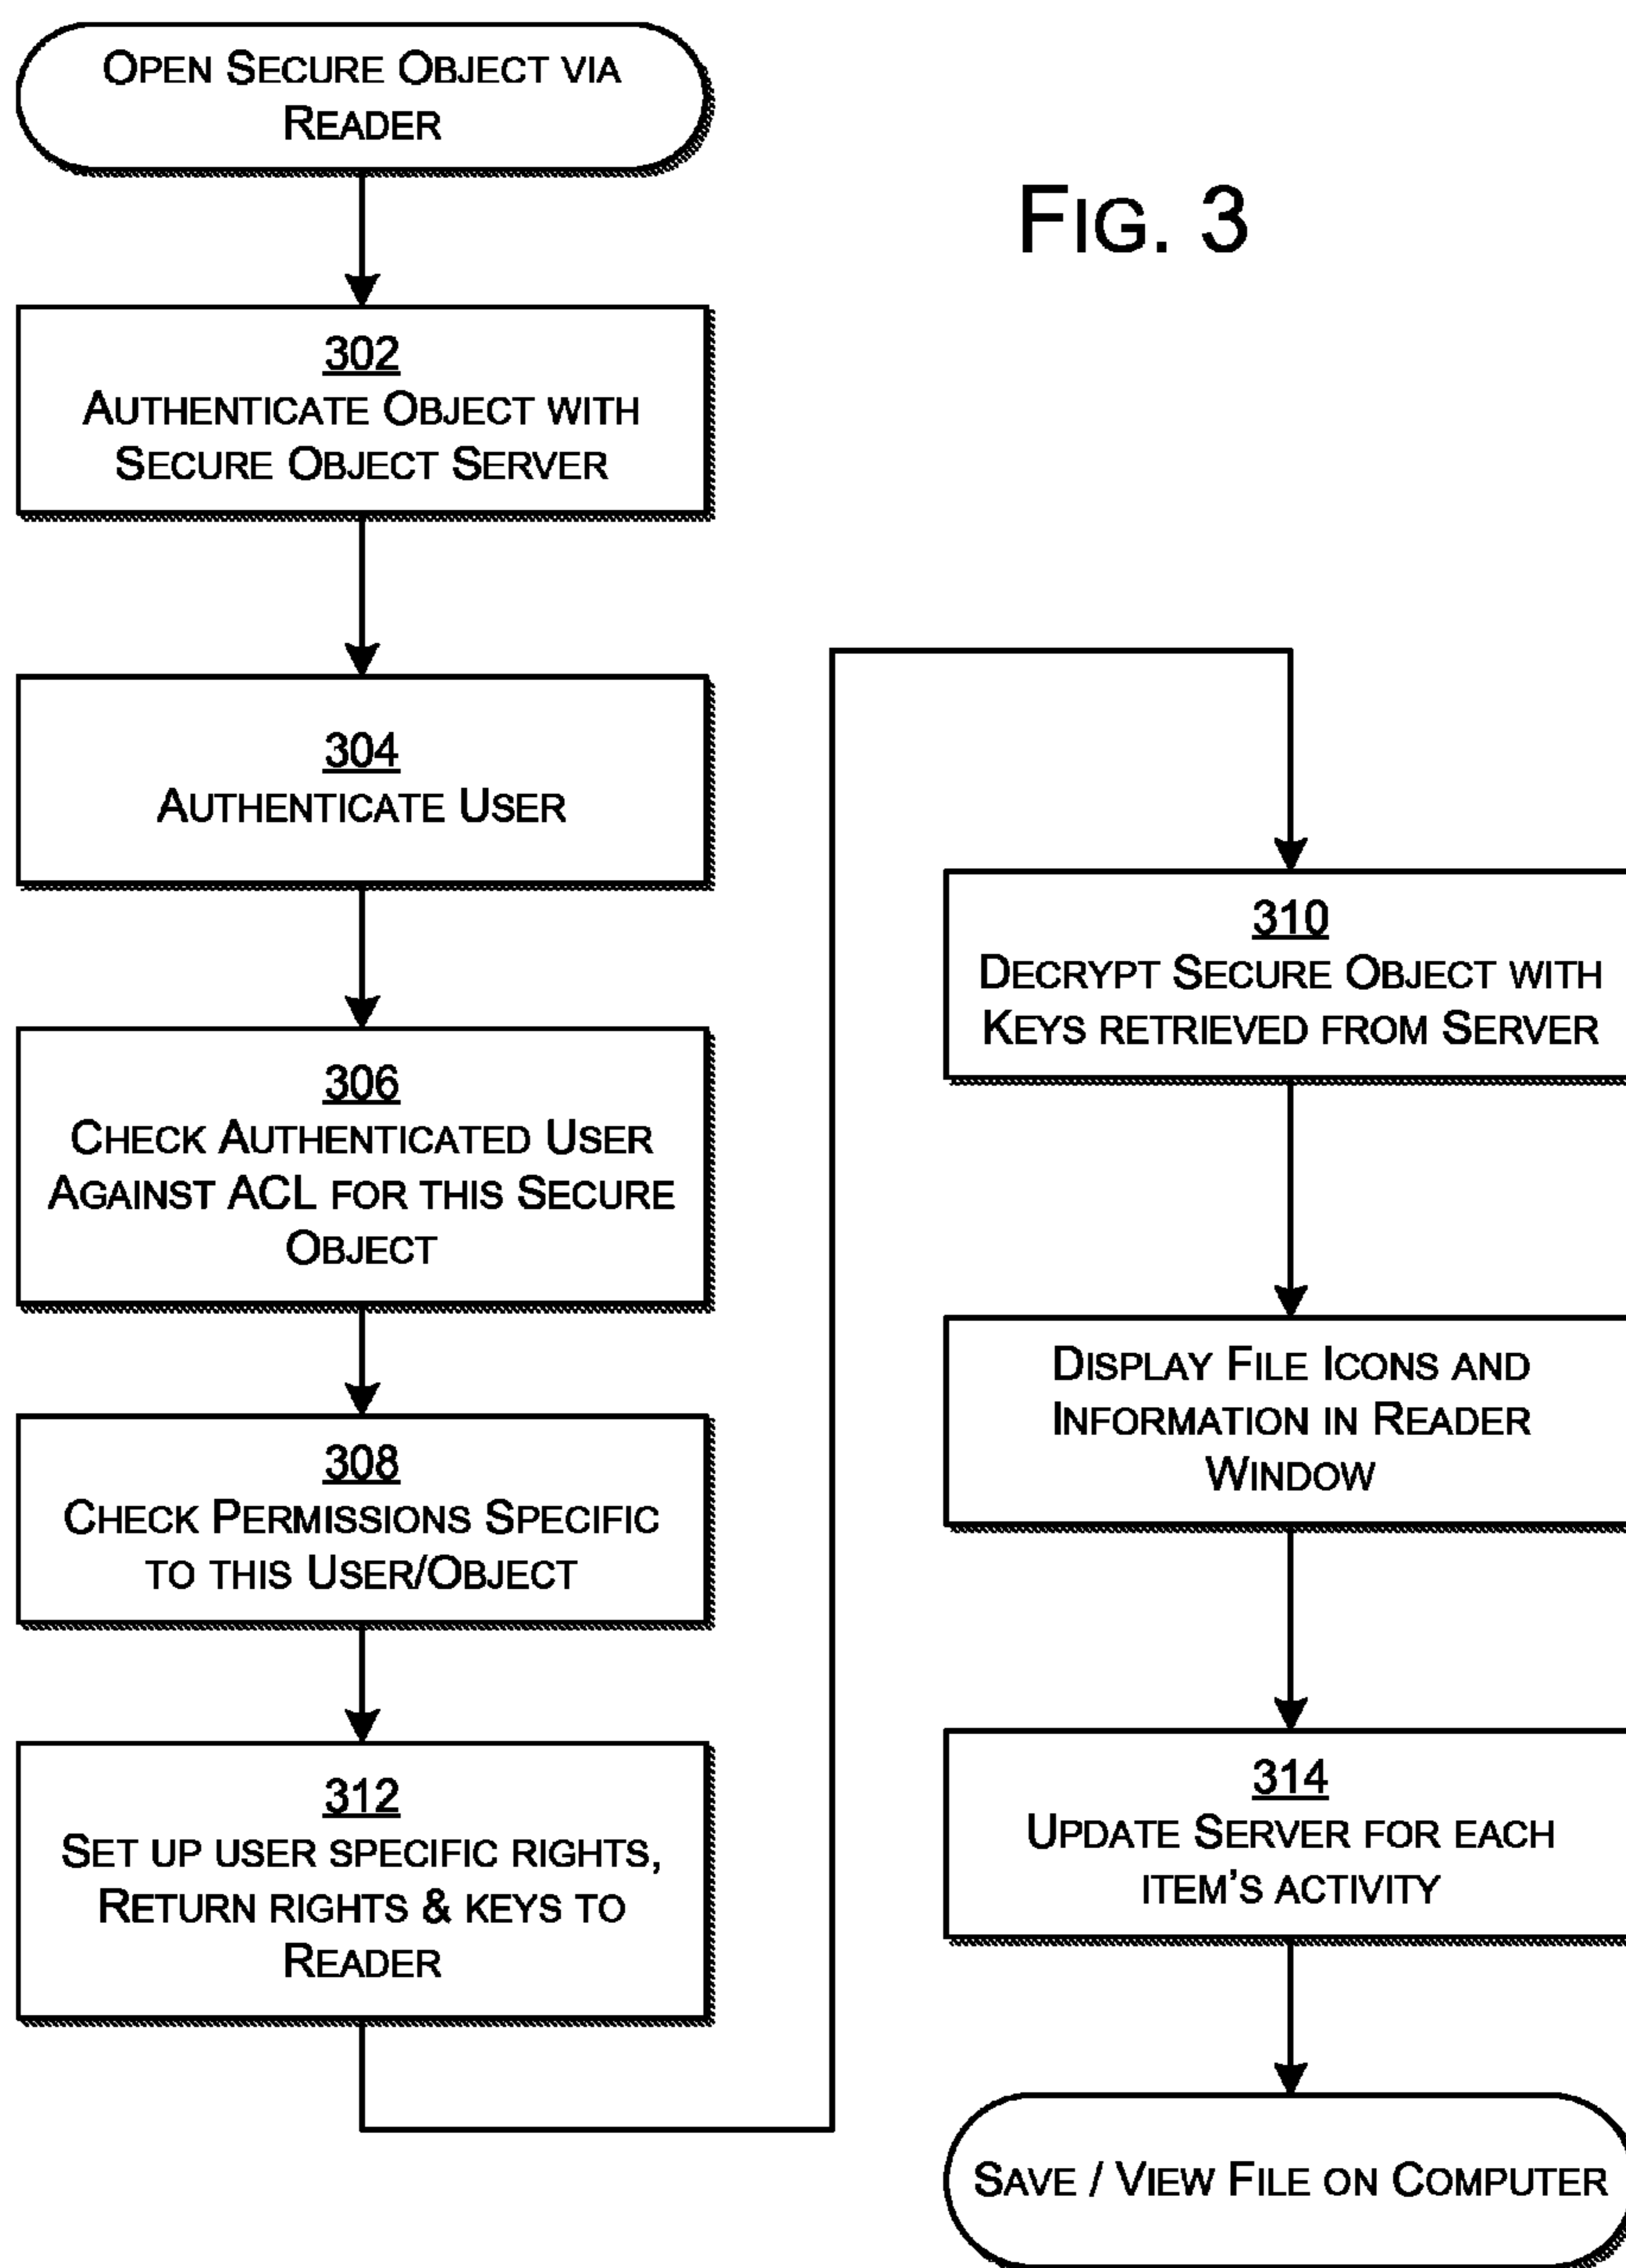 OPEN SECURE OBJECT VIA
READER
FIG. 3
302
AUTHENTICATE OBJECT WITH
SECURE OBJECT SERVER
304
AUTHENTICATE USER
306
CHECK AUTHENTICATED USER
AGAINST ACL FOR THIS SECURE
OBJECT
308
CHECK PERMISSIONS SPECIFIC
TO THIS USER/OBJECT
312
SET UP USER SPECIFIC RIGHTS,
RETURN RIGHTS & KEYS TO
READER
310
DECRYPT SECURE OBJECT WITH
KEYS RETRIEVED FROM SERVER
DISPLAY FILE ICONS AND
INFORMATION IN READER
WINDOW
314
UPDATE SERVER FOR EACH
ITEM'S ACTIVITY
SAVE / VIEW FILE ON COMPUTER